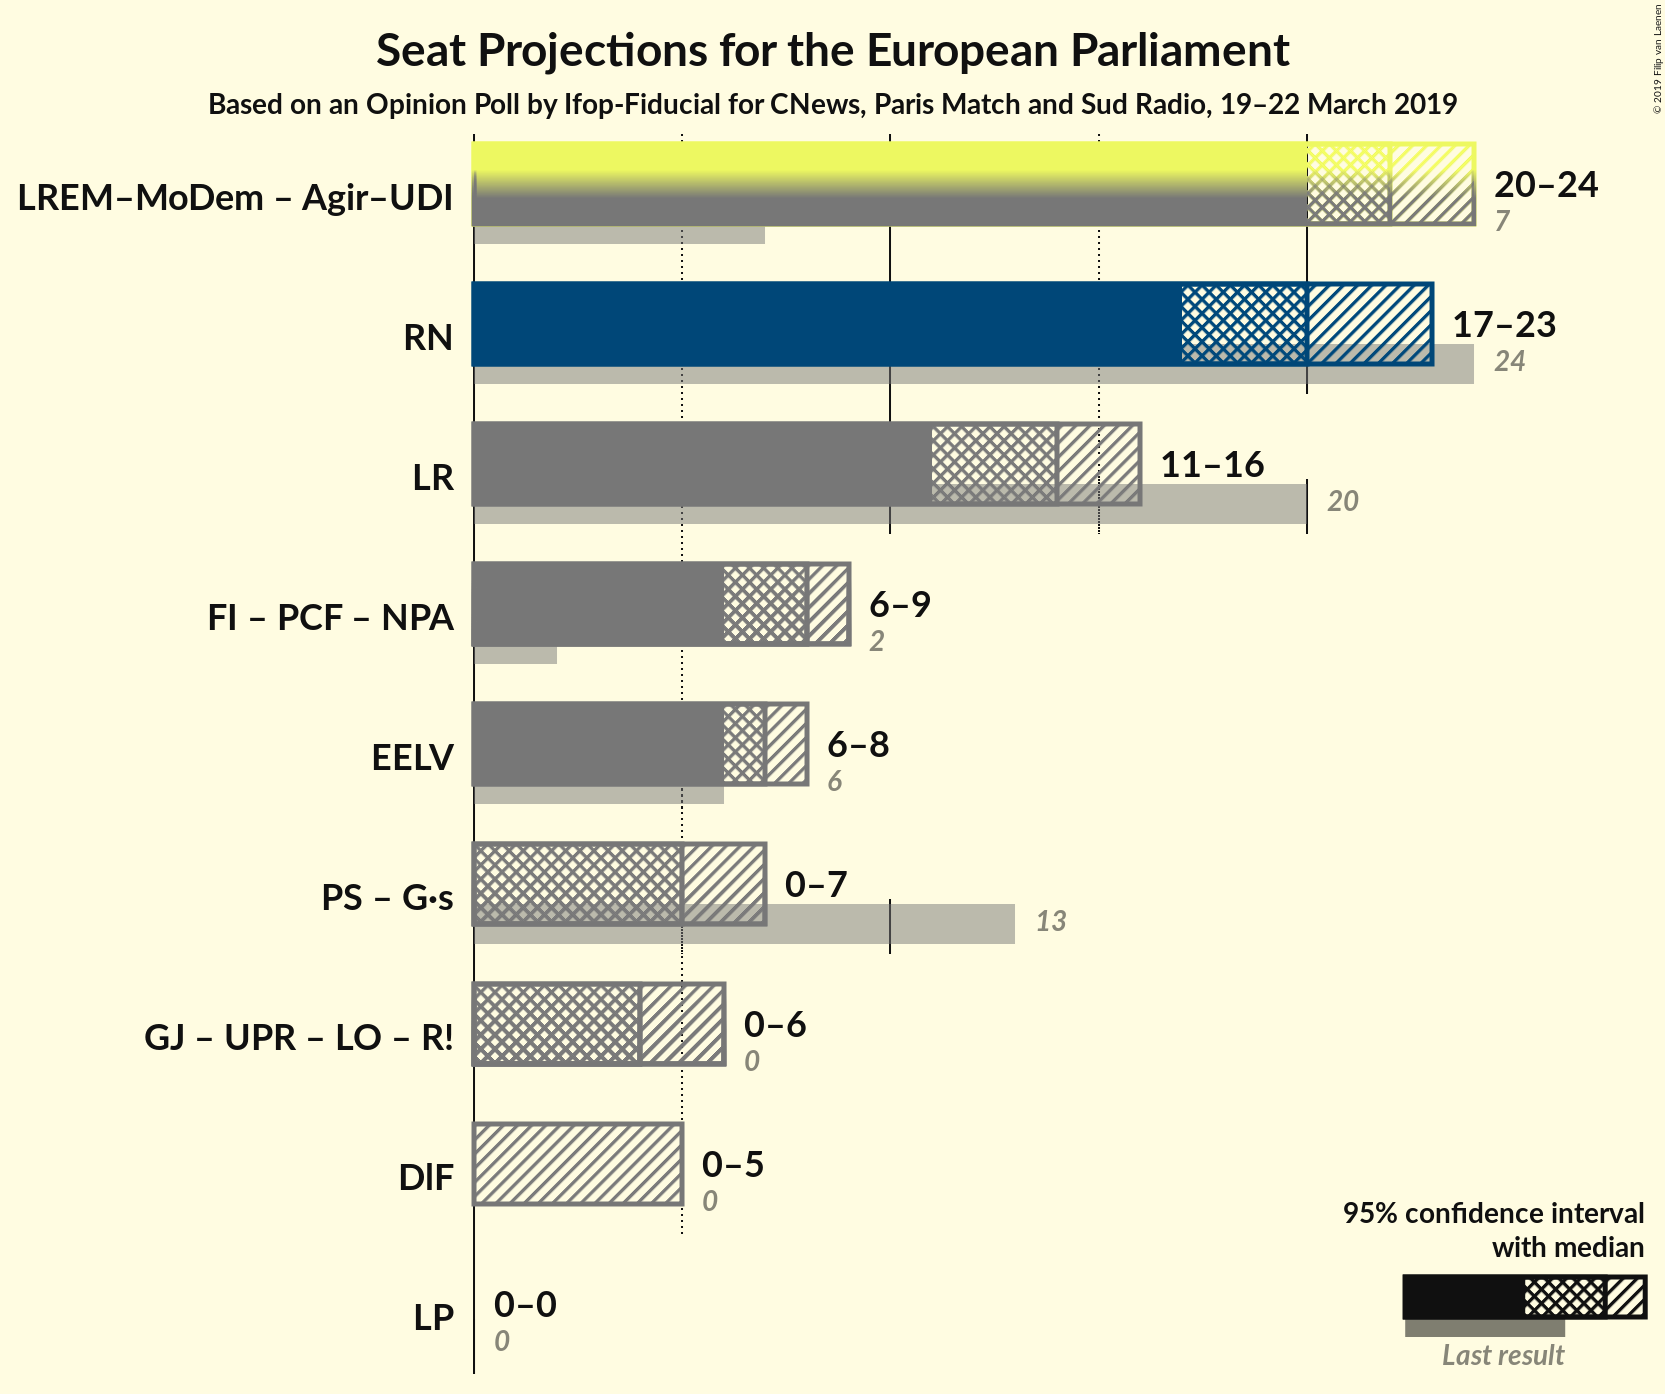 Seat Projections for the European Parliament
Based on an Opinion Poll by Ifop-Fiducial for CNews, Paris Match and Sud Radio, 19–22 March 2019
© 2019 Filip van Laenen
LREM–MoDem – Agir–UDI
20–24
7
RN
17–23
24
LR
11–16
20
FI – PCF – NPA
6–9
2
EELV
6–8
6
PS – G·s
0–7
13
GJ – UPR – LO – R!
0–6
0
DlF
0–5
0
LP
0–0
0
95% confidence interval
with median
Last result